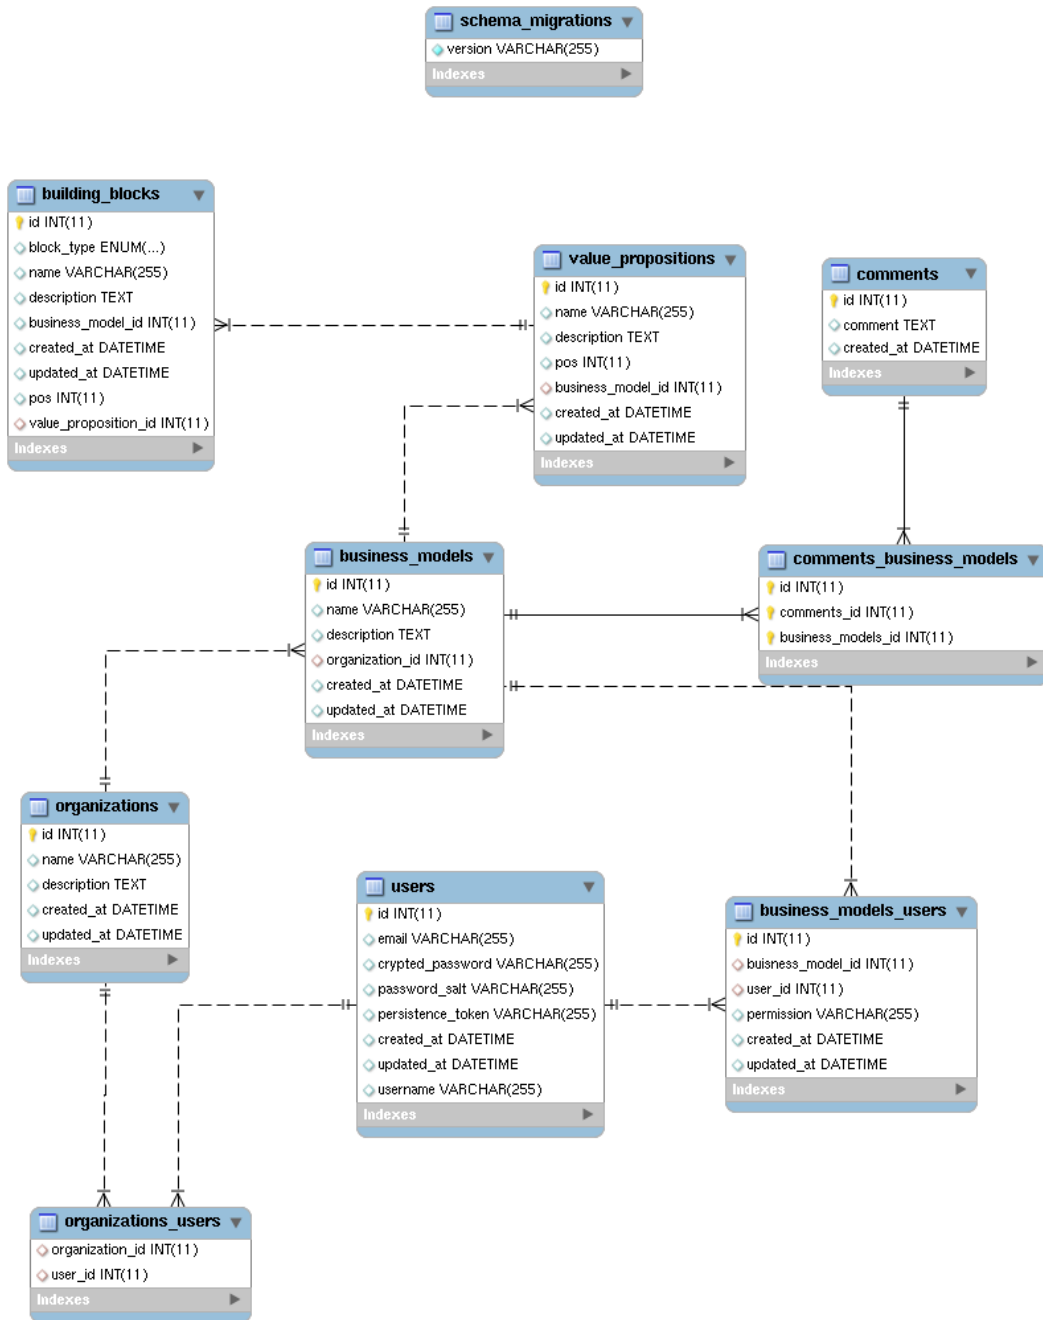 schema_migrations
version VARCHAR(255)
Indexes
building_blocks
id INT(11)
block_type ENUM(...)
name VARCHAR(255)
description TEXT
business_model_id INT(11)
created_at DATETIME
updated_at DATETIME
pos INT(11)
value_proposition_id INT(11)
Indexes
value_propositions
id INT(11)
name VARCHAR(255)
description TEXT
pos INT(11)
business_model_id INT(11)
created_at DATETIME
updated_at DATETIME
Indexes
comments
id INT(11)
comment TEXT
created_at DATETIME
Indexes
business_models
id INT(11)
name VARCHAR(255)
description TEXT
organization_id INT(11)
created_at DATETIME
updated_at DATETIME
Indexes
comments_business_models
id INT(11)
comments_id INT(11)
business_models_id INT(11)
Indexes
organizations
id INT(11)
name VARCHAR(255)
description TEXT
created_at DATETIME
updated_at DATETIME
Indexes
users
id INT(11)
email VARCHAR(255)
crypted_password VARCHAR(255)
password_salt VARCHAR(255)
persistence_token VARCHAR(255)
created_at DATETIME
updated_at DATETIME
username VARCHAR(255)
Indexes
business_models_users
id INT(11)
buisness_model_id INT(11)
user_id INT(11)
permission VARCHAR(255)
created_at DATETIME
updated_at DATETIME
Indexes
organizations_users
organization_id INT(11)
user_id INT(11)
Indexes